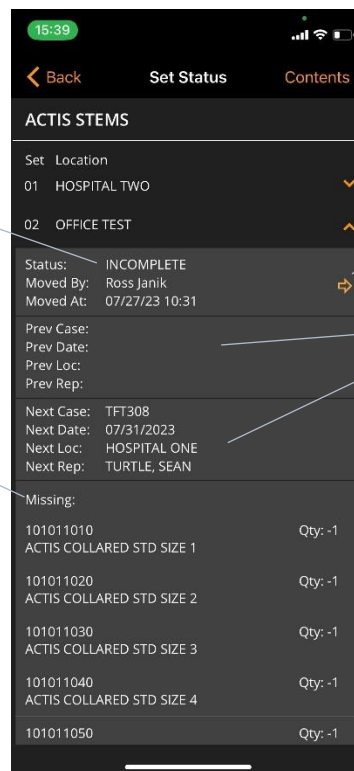 15:39
Back Set Status Contents
ACTIS STEMS
Set Location
01 HOSPITAL TWO
02 OFFICE TEST
Status: INCOMPLETE
Moved By: Ross Janik
Moved At: 07/27/23 10:31
Prev Case:
Prev Date:
Prev Loc:
Prev Rep:
Next Case: TFT308
Next Date: 07/31/2023
Next Loc: HOSPITAL ONE
Next Rep: TURTLE, SEAN
Missing:
101011010 Qty: -1
ACTIS COLLARED STD SIZE 1
101011020 Qty: -1
ACTIS COLLARED STD SIZE 2
101011030 Qty: -1
ACTIS COLLARED STD SIZE 3
101011040 Qty: -1
ACTIS COLLARED STD SIZE 4
101011050 Qty: -1